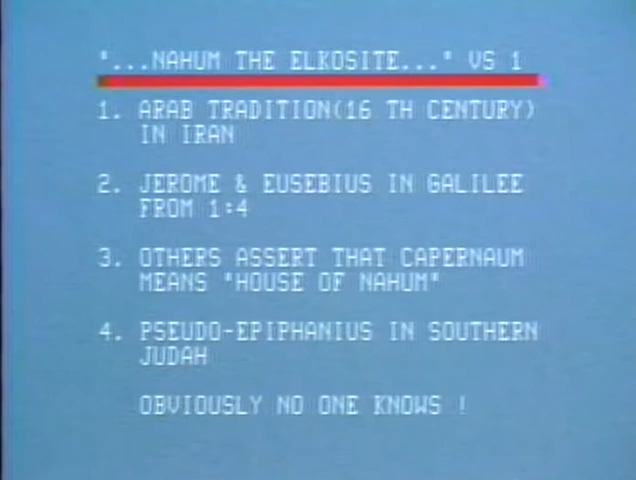 "...NAHUM THE ELKOSITE..." VS 1
1. ARAB TRADITION(16 TH CENTURY)
IN IRAN
2. JEROME & EUSEBIUS IN GALILEE
FROM 1:4
3. OTHERS ASSERT THAT CAPERNAUM
MEANS "HOUSE OF NAHUM"
4. PSEUDO-EPIPHANIUS IN SOUTHERN
JUDAH
OBVIOUSLY NO ONE KNOWS !